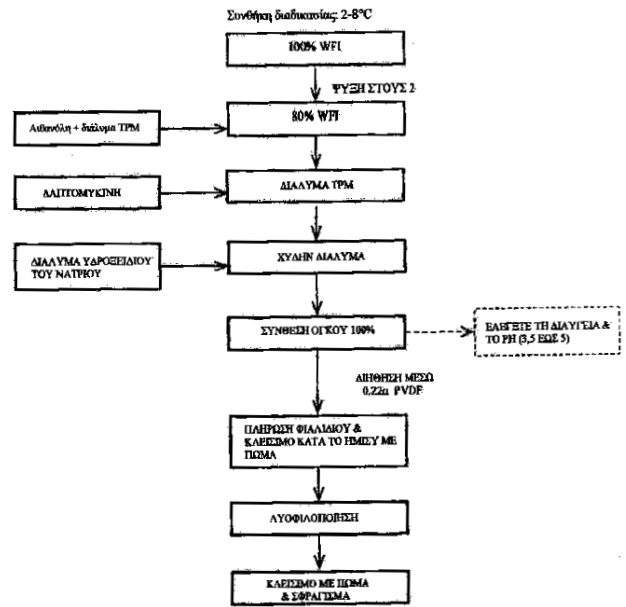 Συνθήκη διαδικασίας: 2-8°C
100% WFI
ΨΥΞΗ ΣΤΟΥΣ 2-
80% WFI
Αιθανόλη + διάλυμα TPM
ΔΙΑΛΥΜΑ TPM
ΔΑΠΤΟΜΥΚΙΝΗ
ΧΥΔΗΝ ΔΙΑΛΥΜΑ
ΔΙΑΛΥΜΑ ΥΔΡΟΞΕΙΔΙΟΥ
ΤΟΥ ΝΑΤΡΙΟΥ
ΣΥΝΘΕΣΗ ΟΓΚΟΥ 100%
ΕΛΕΓΞΤΕ ΤΗ ΔΙΑΥΓΕΙΑ &
ΤΟ PH (3,5 ΕΩΣ 5)
ΔΙΗΘΗΣΗ ΜΕΣΩ
0,22u PVDF
ΠΛΗΡΩΣΗ ΦΙΑΛΙΔΙΟΥ &
ΚΛΕΙΣΙΜΟ ΚΑΤΑ ΤΟ ΗΜΙΣΥ ΜΕ
ΠΩΜΑ
ΛΥΟΦΙΛΟΠΟΙΗΣΗ
ΚΛΕΙΣΙΜΟ ΜΕ ΠΩΜΑ
& ΣΦΡΑΓΙΣΜΑ